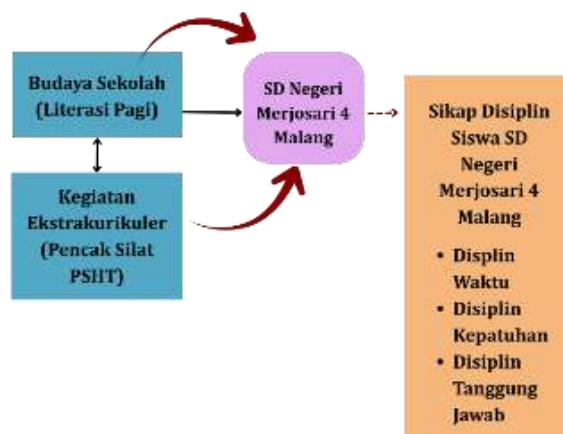 Budaya Sekolah
(Literasi Pagi)
SD Negeri
Merjosari 4
Malang
Kegiatan
Ekstrakurikuler
(Pencak Silat
PSHT)
Sikap Disiplin
Siswa SD
Negeri
Merjosari 4
Malang
• Displin
Waktu
• Disiplin
Kepatuhan
• Disiplin
Tanggung
Jawab